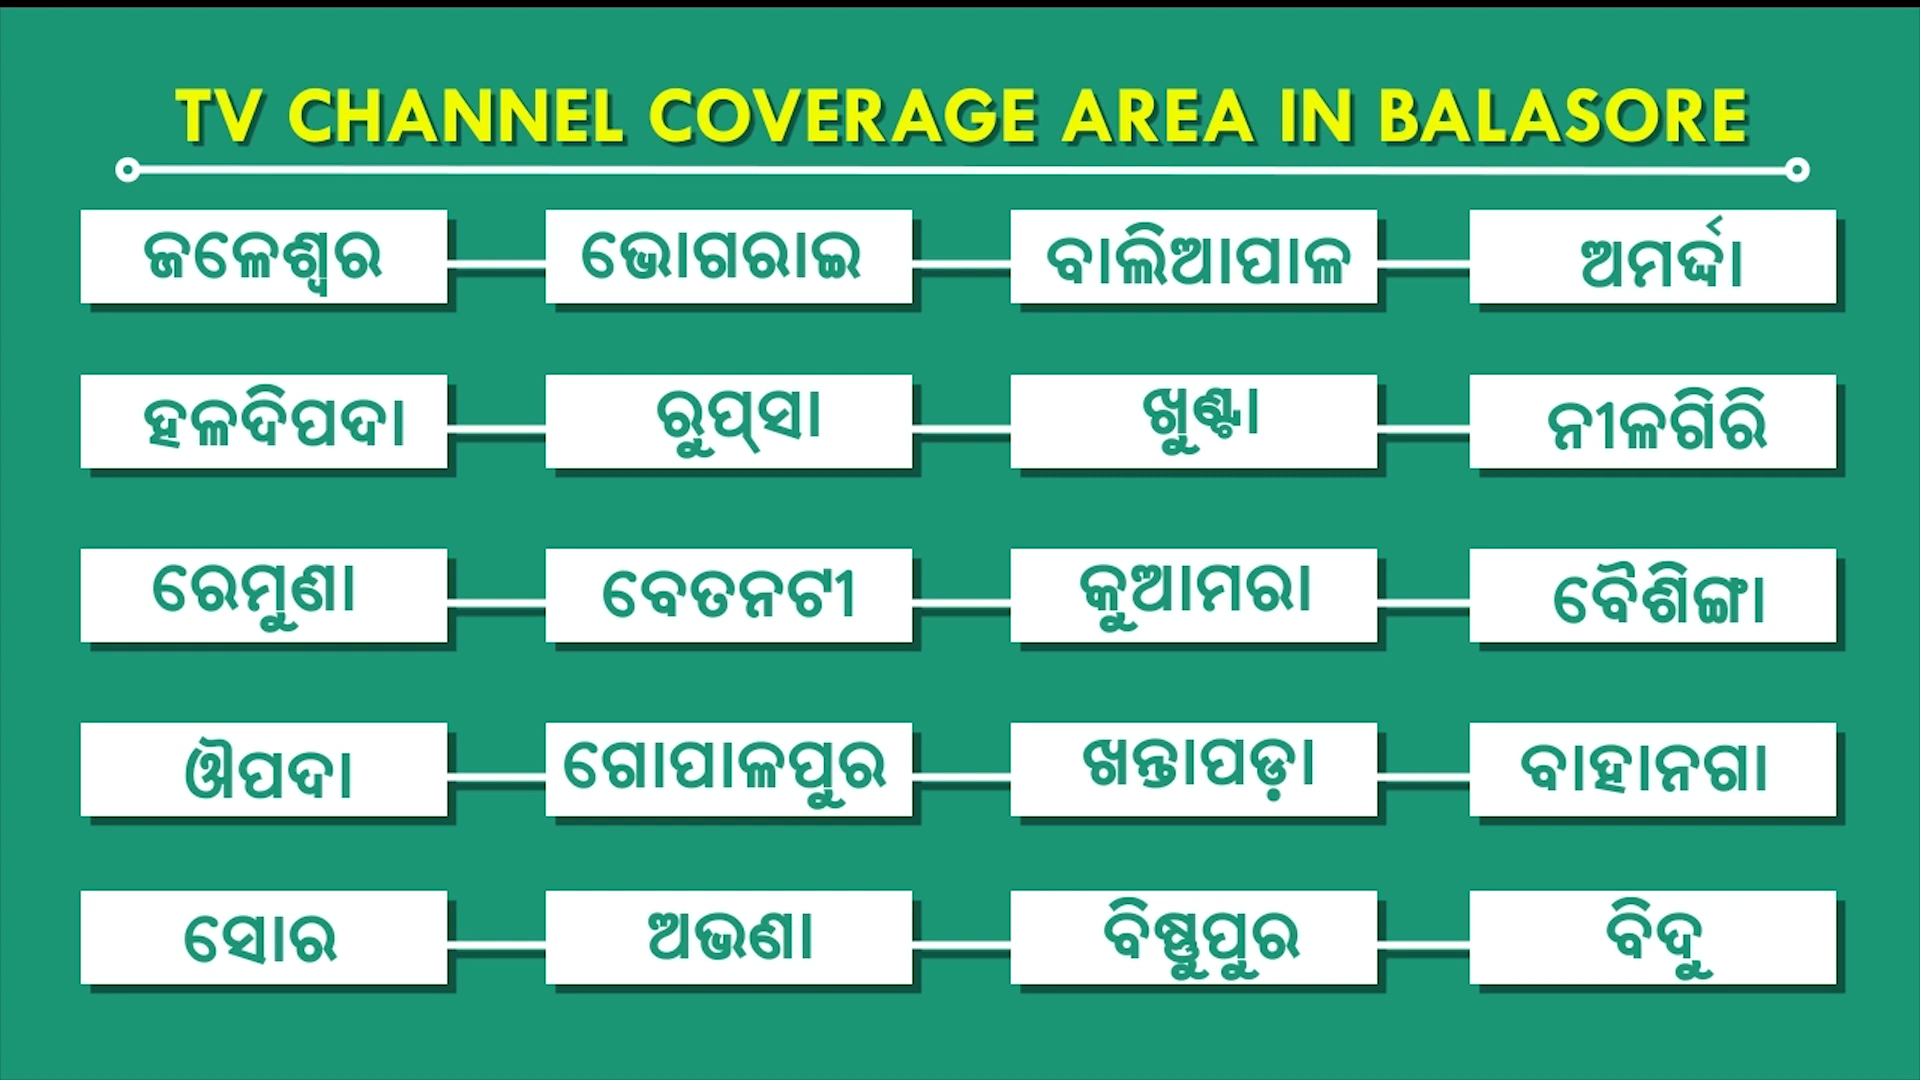 TV CHANNEL COVERAGE AREA IN BALASORE
ଜଳେଶ୍ୱର
ଭୋଗରାଇ
ବାଲିଆପାଳ
ଅମର୍ଦ୍ଦା
ହଳଦିପଦା
ରୁପ୍‌ସା
ଖୁଣ୍ଟା
ନୀଳଗିରି
ରେମୁଣା
ବେତନଟୀ
କୁଆମରା
ବୈଶିଙ୍ଗା
ଔପଦା
ଗୋପାଳପୁର
ଖନ୍ତାପଡ଼ା
ବାହାନଗା
ସୋର
ଅଭଣା
ବିଷ୍ଣୁପୁର
ବିଦୁ